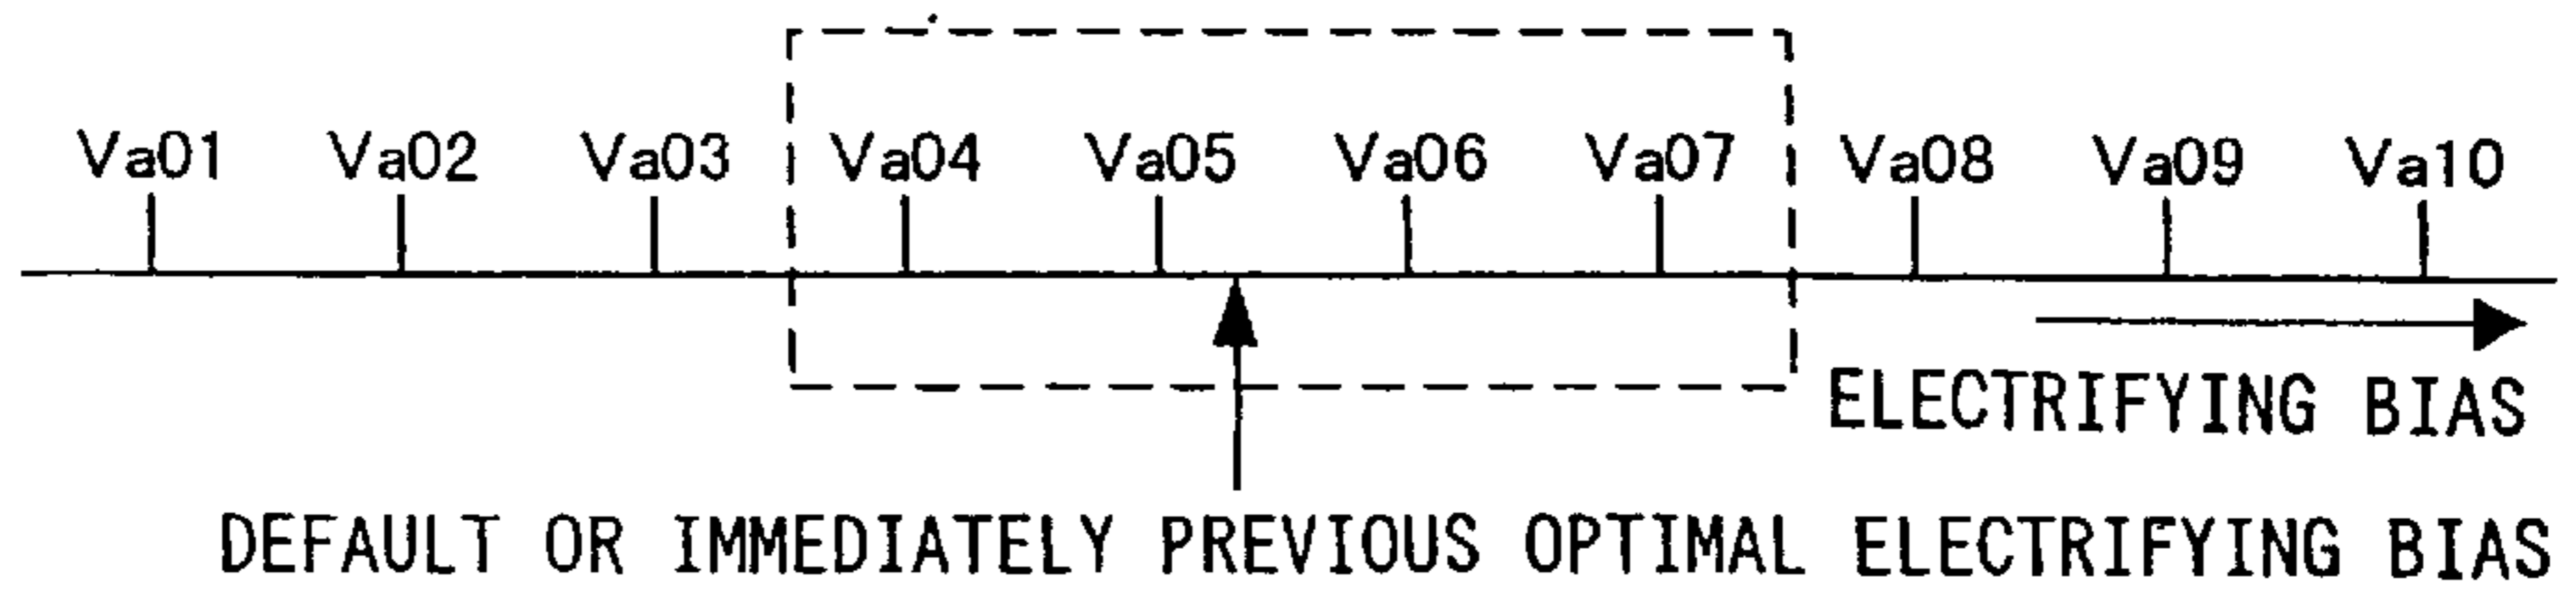 Va01 Va02 Va03 Va04 Va05 Va06 Va07 Va08 Va09 Va10
ELECTRIFYING BIAS
DEFAULT OR IMMEDIATELY PREVIOUS OPTIMAL ELECTRIFYING BIAS